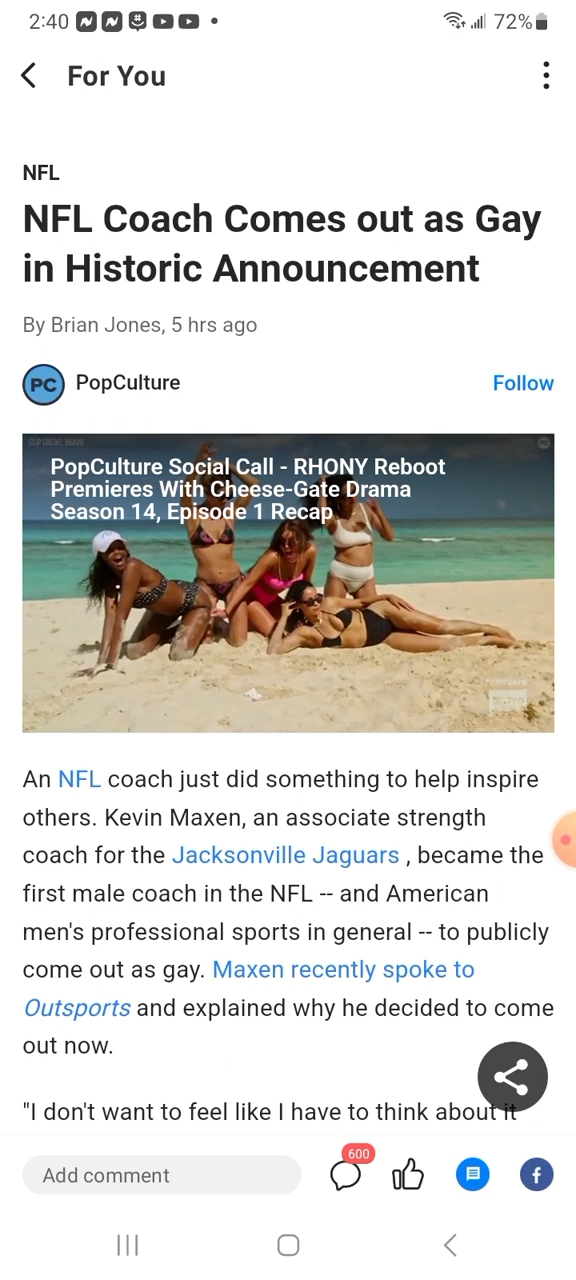 2:40
72%
For You
NFL
NFL Coach Comes out as Gay
in Historic Announcement
By Brian Jones, 5 hrs ago
PC
PopCulture
Follow
CLIP CREDIT: BRAVO
PC
PopCulture Social Call - RHONY Reboot
Premieres With Cheese-Gate Drama
Season 14, Episode 1 Recap
An NFL coach just did something to help inspire
others. Kevin Maxen, an associate strength
coach for the Jacksonville Jaguars , became the
first male coach in the NFL -- and American
men's professional sports in general -- to publicly
come out as gay. Maxen recently spoke to
Outsports and explained why he decided to come
out now.
"I don't want to feel like I have to think about it
600
Add comment
f